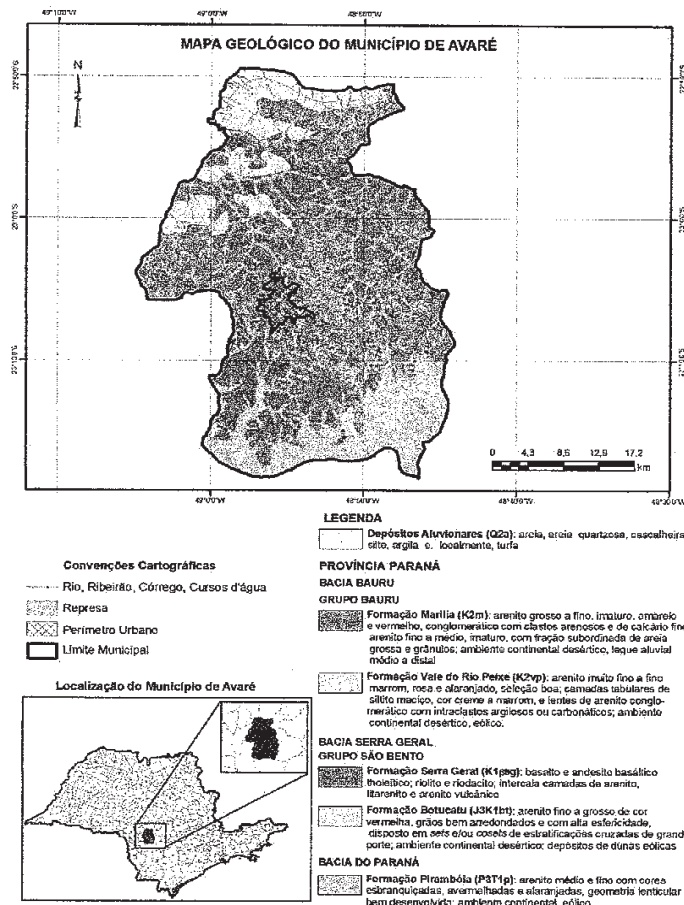 MAPA GEOLÓGICO DO MUNICÍPIO DE AVARÉ
N
0 4,3 8,6 12,9 17,2
km
LEGENDA
Depósitos Aluvionares (Q2a): areia, areia quartzosa, cascalheira,
silte, argila e, localmente, turfa
Convenções Cartográficas
Rio, Ribeirão, Córrego, Cursos d'água
Represa
Perímetro Urbano
Limite Municipal
Localização do Município de Avaré
PROVÍNCIA PARANÁ
BACIA BAURU
GRUPO BAURU
Formação Marília (K2m): arenito grosso a fino, imaturo, amarelo
e vermelho, conglomerático com clastos arenosos e de calcário fino
arenito fino a médio, imaturo, com fração subordinada de areia
grossa e grânulos; ambiente continental desértico, leque aluvial
médio a distal
Formação Vale do Rio Peixe (K2vp): arenito muito fino a fino
marrom, rosa e alaranjado, seleção boa; camadas tabulares de
siltito maciço, cor creme a marrom, e lentes de arenito conglo-
merático com intraclastos argilosos ou carbonáticos; ambiente
continental desértico, eólico.
BACIA SERRA GERAL
GRUPO SÃO BENTO
Formação Serra Geral (K1βsg): basalto e andesito basáltico
tholeiítico; riolito e riodacito; intercala camadas de arenito,
litarenito e arenito vulcânico
Formação Botucatu (J3K1bt): arenito fino a grosso de cor
vermelha, grãos bem arredondados e com alta esfericidade,
disposto em sets e/ou cosets de estratificações cruzadas de grande
porte; ambiente continental desértico: depósitos de dunas eólicas
BACIA DO PARANÁ
Formação Pirambóia (P3T1p): arenito médio e fino com cores
esbranquiçadas, avermelhadas e alaranjadas, geometria lenticular
bem desenvolvida; ambiente continental, eólico